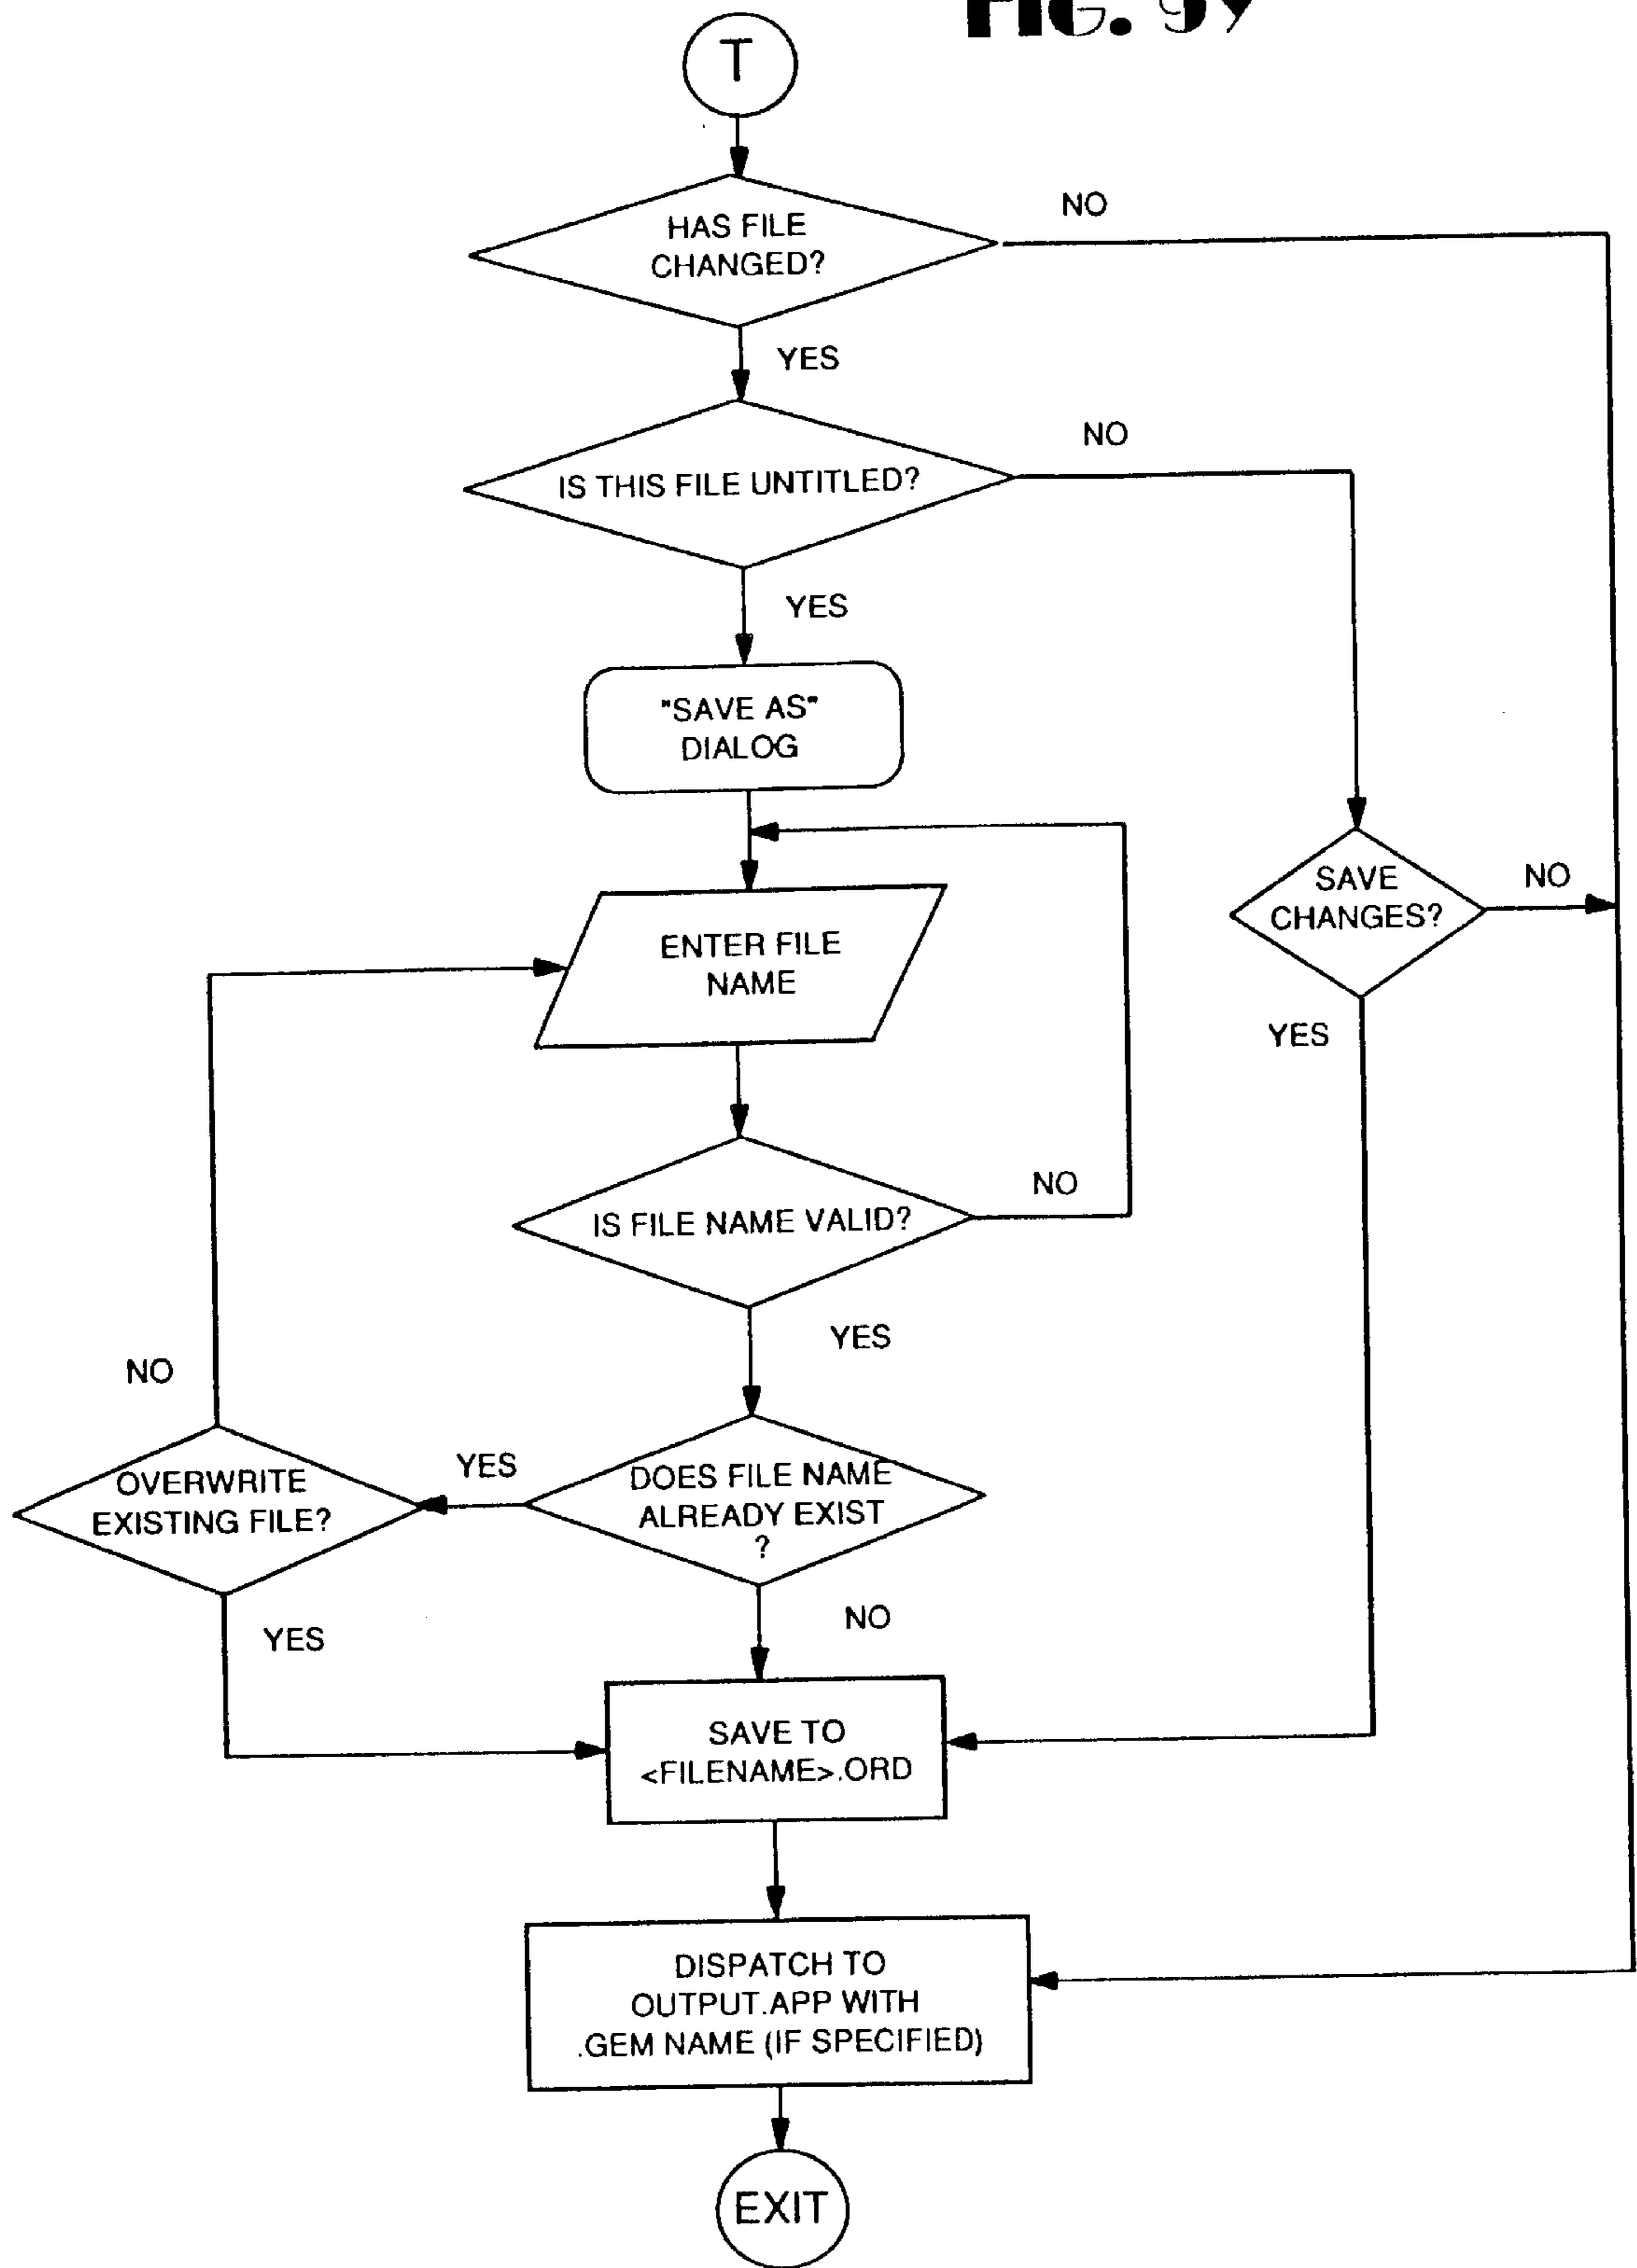 FIG. 9y
T
HAS FILE
CHANGED?
NO
YES
IS THIS FILE UNTITLED?
NO
YES
"SAVE AS"
DIALOG
ENTER FILE
NAME
SAVE
CHANGES?
NO
YES
IS FILE NAME VALID?
NO
YES
NO
OVERWRITE
EXISTING FILE?
YES
DOES FILE NAME
ALREADY EXIST
?
YES
NO
SAVE TO
<FILENAME>.ORD
DISPATCH TO
OUTPUT.APP WITH
.GEM NAME (IF SPECIFIED)
EXIT